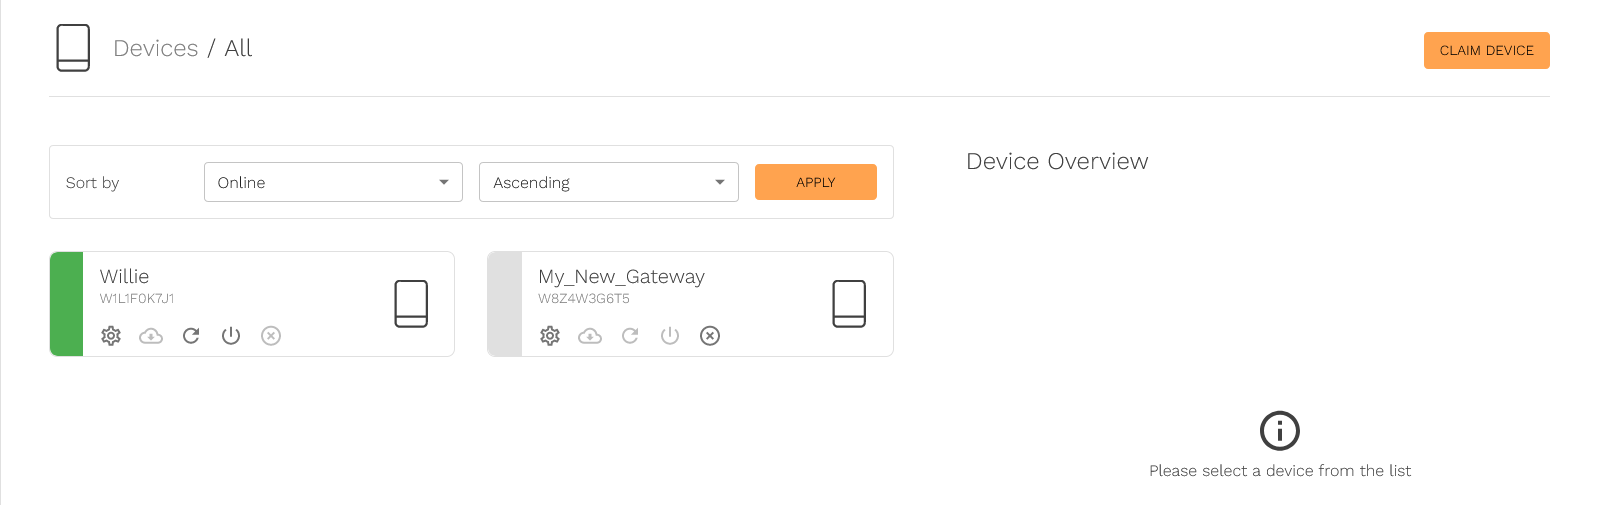 Devices / All
CLAIM DEVICE
Sort by
Online
Ascending
APPLY
Device Overview
Willie
W1L1F0K7J1
My_New_Gateway
W8Z4W3G6T5
Please select a device from the list